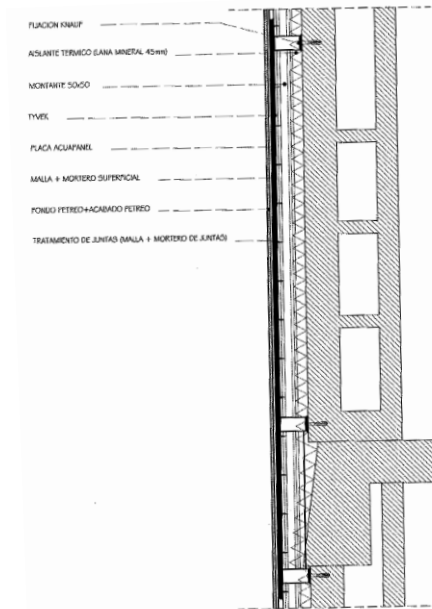 FIJACION KNAUF
AISLANTE TERMICO (LANA MINERAL 45mm)
MONTANTE 50x50
TYVEK
PLACA ACUAPANEL
MALLA + MORTERO SUPERFICIAL
FONDO PETREO+ACABADO PETREO
TRATAMIENTO DE JUNTAS (MALLA + MORTERO DE JUNTAS)